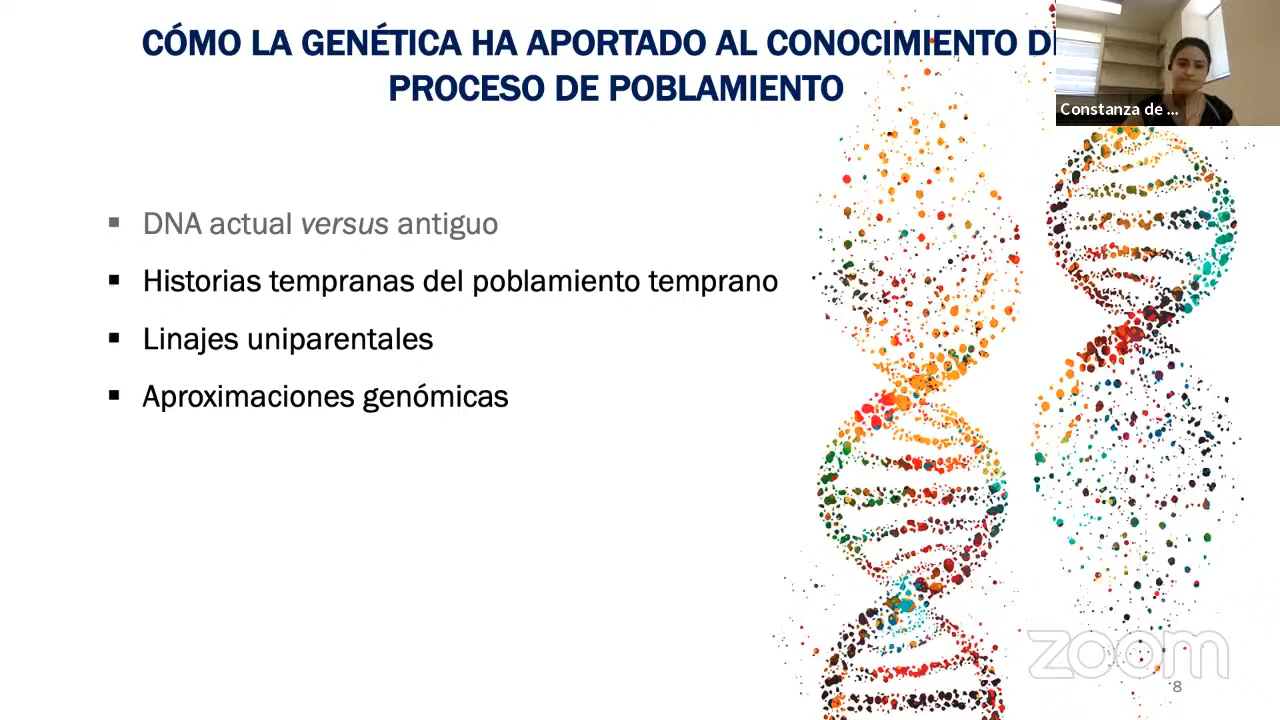 CÓMO LA GENÉTICA HA APORTADO AL CONOCIMIENTO
PROCESO DE POBLAMIENTO
Constanza de ...
▪ DNA actual versus antiguo
▪ Historias tempranas del poblamiento temprano
▪ Linajes uniparentales
▪ Aproximaciones genómicas
zoom
8